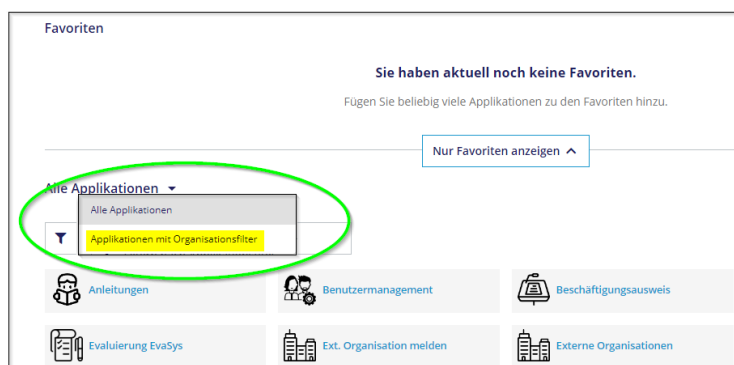 Favoriten
Sie haben aktuell noch keine Favoriten.
Fügen Sie beliebig viele Applikationen zu den Favoriten hinzu.
Nur Favoriten anzeigen
Alle Applikationen
Alle Applikationen
Applikationen mit Organisationsfilter
Anleitungen
Benutzermanagement
Beschäftigungsausweis
Evaluierung EvaSys
Ext. Organisation melden
Externe Organisationen